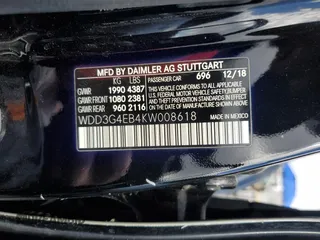 MFD BY DAIMLER AG STUTTGART
KG LBS PASSENGER CAR 696 12/18
GVWR 1990 4387 THIS VEHICLE CONFORMS TO ALL APPLICABLE
GAWR FRONT 1080 2381 U.S. FEDERAL MOTOR VEHICLE SAFETY/BUMPER/
GAWR REAR 960 2116 AND THEFT PREVENTION STANDARDS IN EFFECT ON THE DATE OF MANUFACTURE SHOWN ABOVE
WDD3G4EB4KW008618 MADE IN MEXICO